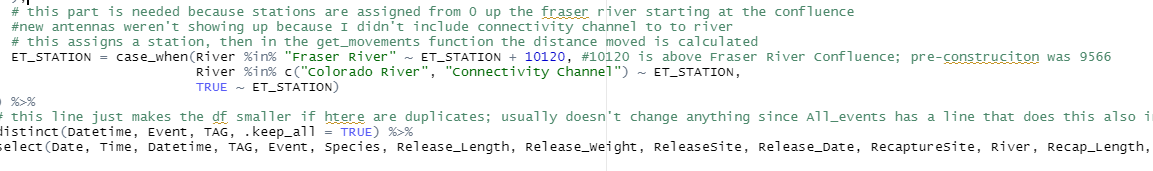 # this part is needed because stations are assigned from 0 up the fraser river starting at the confluence
#new antennas weren't showing up because I didn't include connectivity channel to to river
# this assigns a station, then in the get_movements function the distance moved is calculated
ET_STATION = case_when(River %in% "Fraser River" ~ ET_STATION + 10120, #10120 is above Fraser River Confluence; pre-construciton was 9566
River %in% c("Colorado River", "Connectivity Channel") ~ ET_STATION,
TRUE ~ ET_STATION)
) %>%
# this line just makes the df smaller if htere are duplicates; usually doesn't change anything since All_events has a line that does this also
distinct(Datetime, Event, TAG, .keep_all = TRUE) %>%
select(Date, Time, Datetime, TAG, Event, Species, Release_Length, Release_Weight, ReleaseSite, Release_Date, RecaptureSite, River, Recap_Length,